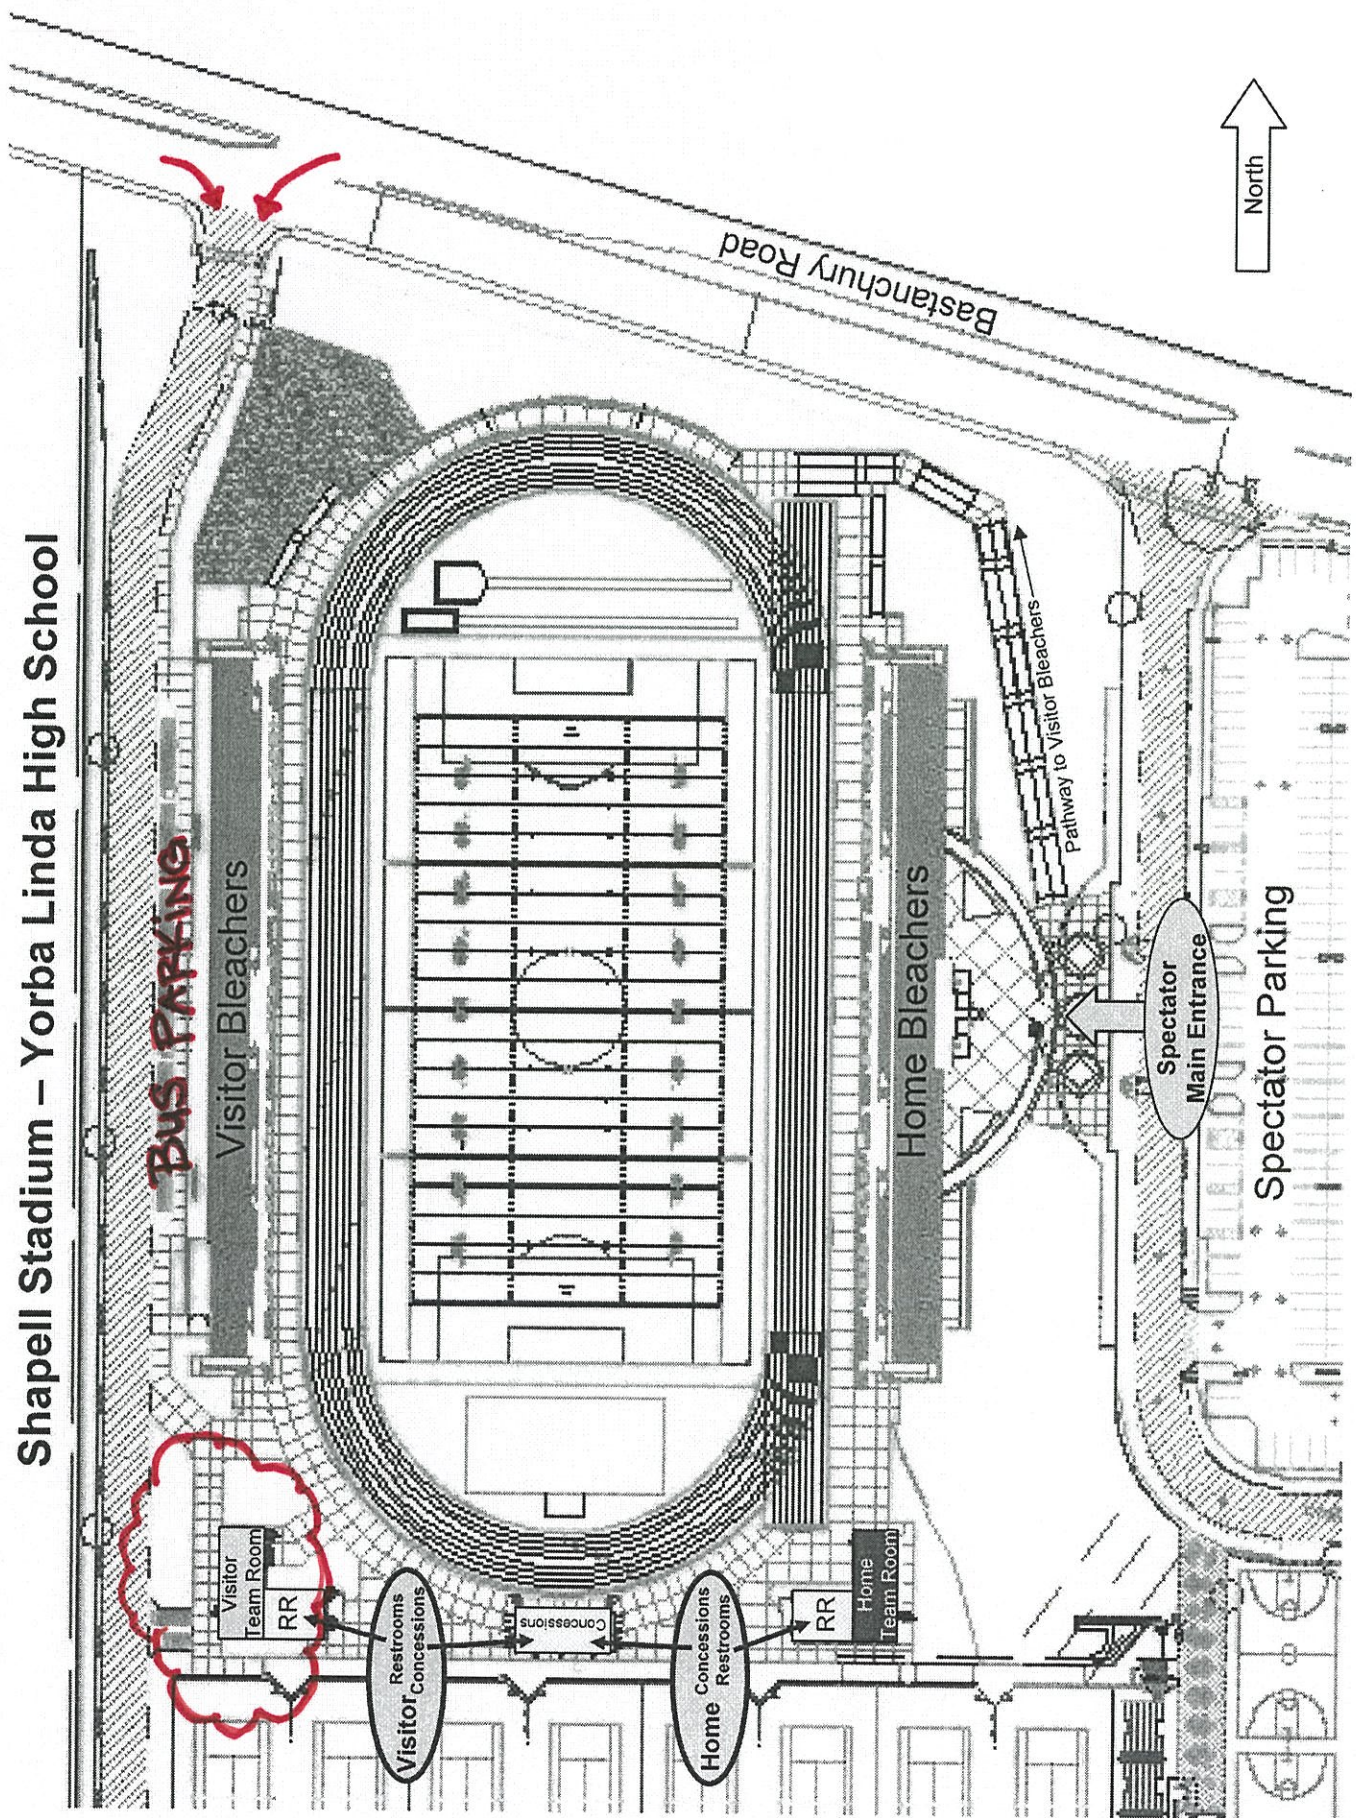 Shapell Stadium – Yorba Linda High School
BUS PARKING
Visitor Bleachers
Bastanchury Road
North
Pathway to Visitor Bleachers
Home Bleachers
Spectator
Main Entrance
Spectator Parking
Visitor
Team Room
RR
Visitor
Restrooms
Concessions
Concessions
Home
Concessions
Restrooms
RR
Home
Team Room